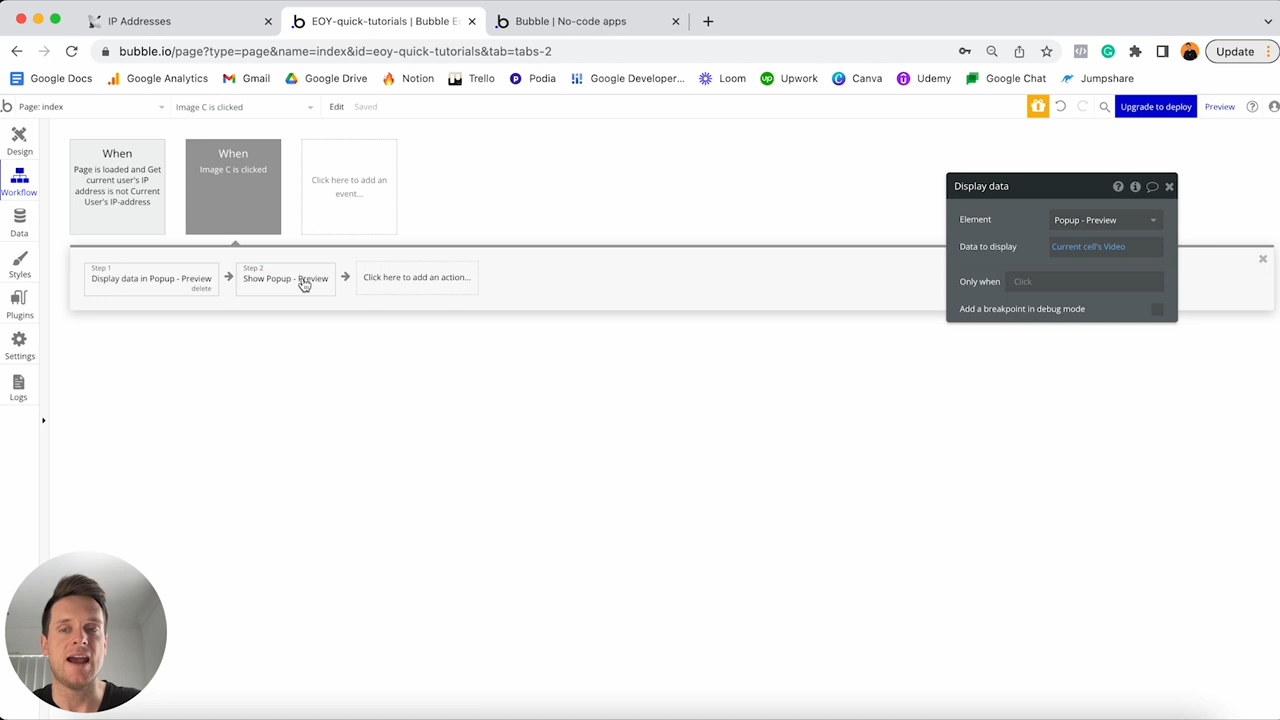 IP Addresses
EOY-quick-tutorials | Bubble Ed
Bubble | No-code apps
bubble.io/page?type=page&name=index&id=eoy-quick-tutorials&tab=tabs-2
Update
Google Docs
Google Analytics
Gmail
Google Drive
Notion
Trello
Podia
Google Developer...
Loom
Upwork
Canva
Udemy
Google Chat
Jumpshare
Page: index
Image C is clicked
Edit
Saved
Upgrade to deploy
Preview
Design
Workflow
Data
Styles
Plugins
Settings
Logs
When
Page is loaded and Get
current user's IP
address is not Current
User's IP-address
When
Image C is clicked
Click here to add an
event...
Step 1
Display data in Popup - Preview
delete
Step 2
Show Popup - Preview
Click here to add an action...
Display data
Element
Popup - Preview
Data to display
Current cell's Video
Only when
Click
Add a breakpoint in debug mode